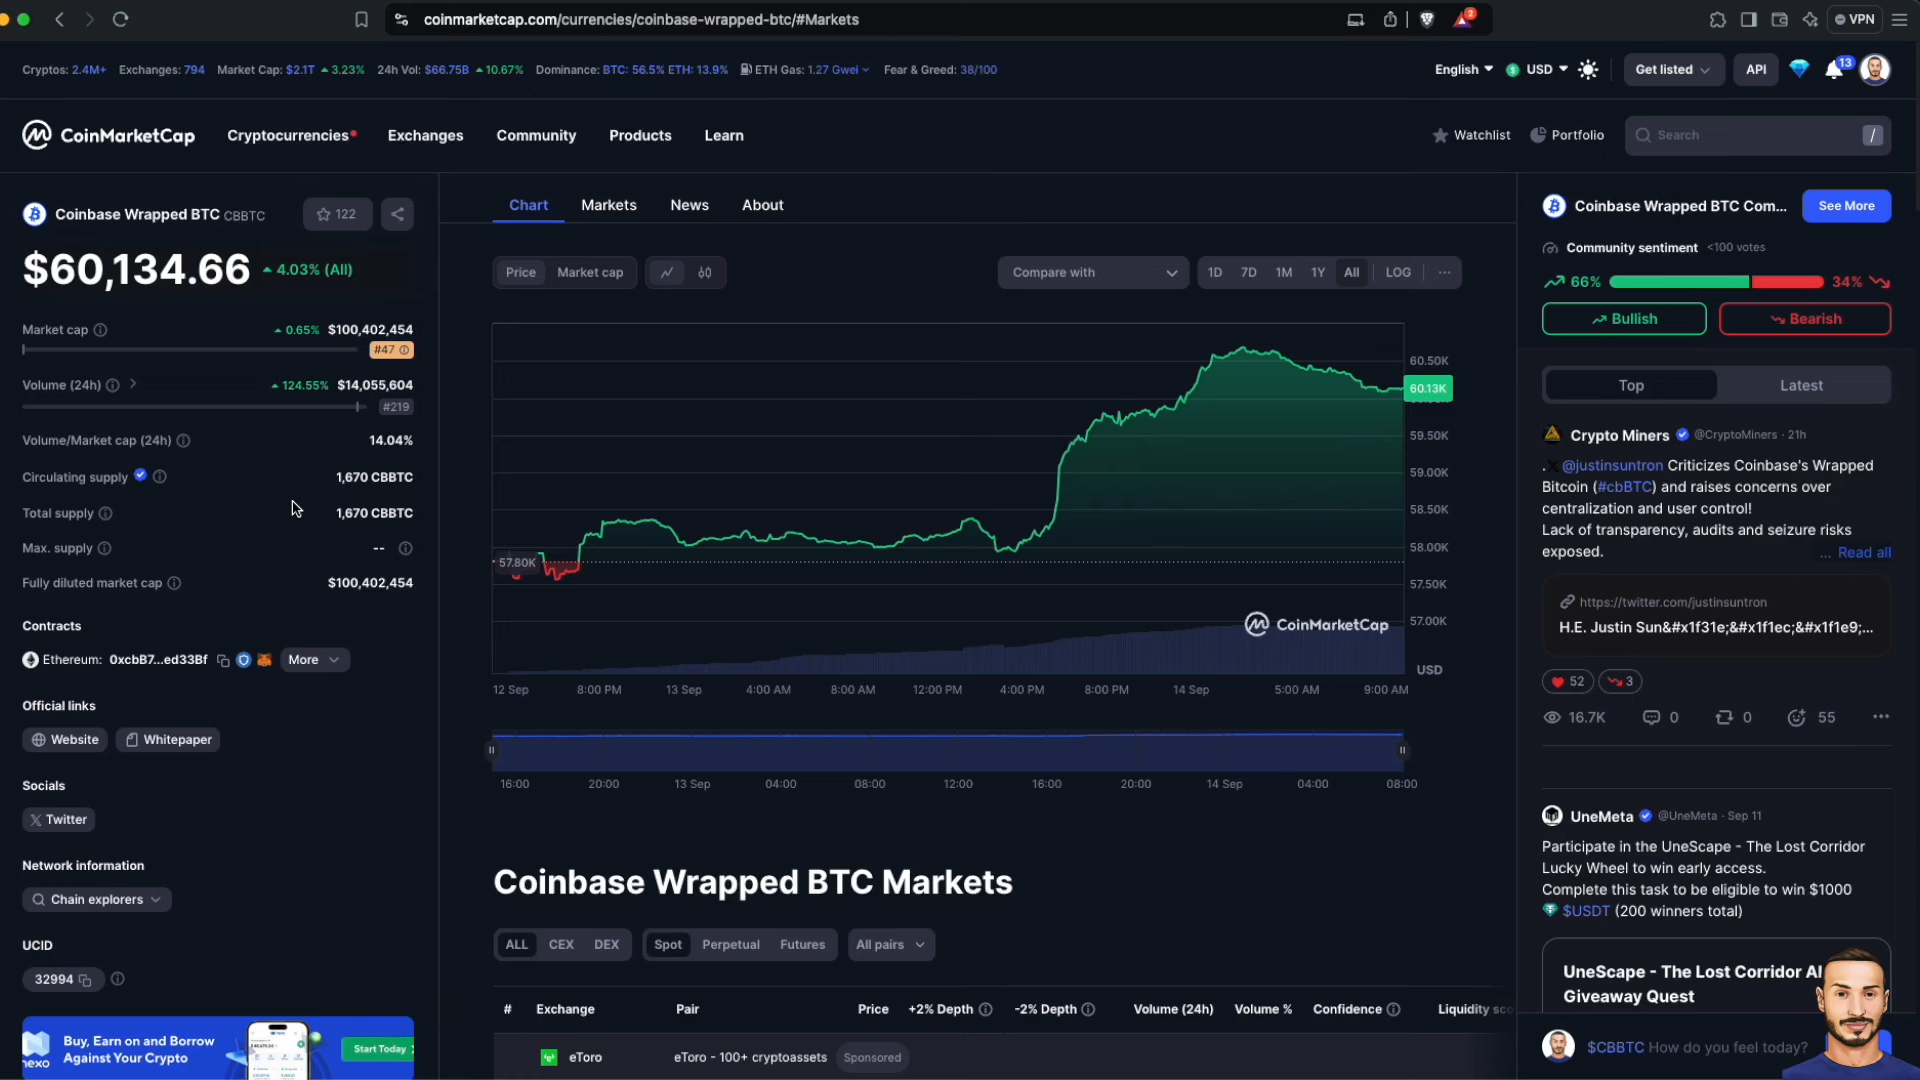 coinmarketcap.com/currencies/coinbase-wrapped-btc/#Markets
2
VPN
Cryptos: 2.4M+ Exchanges: 794 Market Cap: $2.1T 3.23% 24h Vol: $66.75B 10.67% Dominance: BTC: 56.5% ETH: 13.9% ETH Gas: 1.27 Gwei Fear & Greed: 38/100
English USD Get listed API 13
CoinMarketCap Cryptocurrencies Exchanges Community Products Learn
Watchlist Portfolio Search /
Coinbase Wrapped BTC CBBTC 122
$60,134.66 4.03% (All)
Market cap 0.65% $100,402,454
#47
Volume (24h) 124.55% $14,055,604
#219
Volume/Market cap (24h) 14.04%
Circulating supply 1,670 CBBTC
Total supply 1,670 CBBTC
Max. supply --
Fully diluted market cap $100,402,454
Contracts
Ethereum: 0xcbB7...ed33Bf More
Official links
Website Whitepaper
Socials
Twitter
Network information
Chain explorers
UCID
32994
nexo
Buy, Earn on and Borrow
Against Your Crypto
Start Today
Chart Markets News About
Price Market cap
Compare with 1D 7D 1M 1Y All LOG ...
60.50K
60.13K
59.50K
59.00K
58.50K
58.00K
57.80K
57.50K
57.00K
CoinMarketCap
USD
12 Sep 8:00 PM 13 Sep 4:00 AM 8:00 AM 12:00 PM 4:00 PM 8:00 PM 14 Sep 5:00 AM 9:00 AM
16:00 20:00 13 Sep 04:00 08:00 12:00 16:00 20:00 14 Sep 04:00 08:00
Coinbase Wrapped BTC Markets
ALL CEX DEX Spot Perpetual Futures All pairs
# Exchange Pair Price +2% Depth -2% Depth Volume (24h) Volume % Confidence Liquidity sco
eToro eToro - 100+ cryptoassets Sponsored
Coinbase Wrapped BTC Com... See More
Community sentiment <100 votes
66% 34%
Bullish Bearish
Top Latest
Crypto Miners @CryptoMiners · 21h
. @justinsuntron Criticizes Coinbase's Wrapped
Bitcoin (#cbBTC) and raises concerns over
centralization and user control!
Lack of transparency, audits and seizure risks
exposed. ... Read all
https://twitter.com/justinsuntron
H.E. Justin Sun&#x1f31e;&#x1f1ec;&#x1f1e9;...
52 3
16.7K 0 0 55 ...
UneMeta @UneMeta · Sep 11
Participate in the UneScape - The Lost Corridor
Lucky Wheel to win early access.
Complete this task to be eligible to win $1000
$USDT (200 winners total)
UneScape - The Lost Corridor Al
Giveaway Quest
$CBBTC How do you feel today?